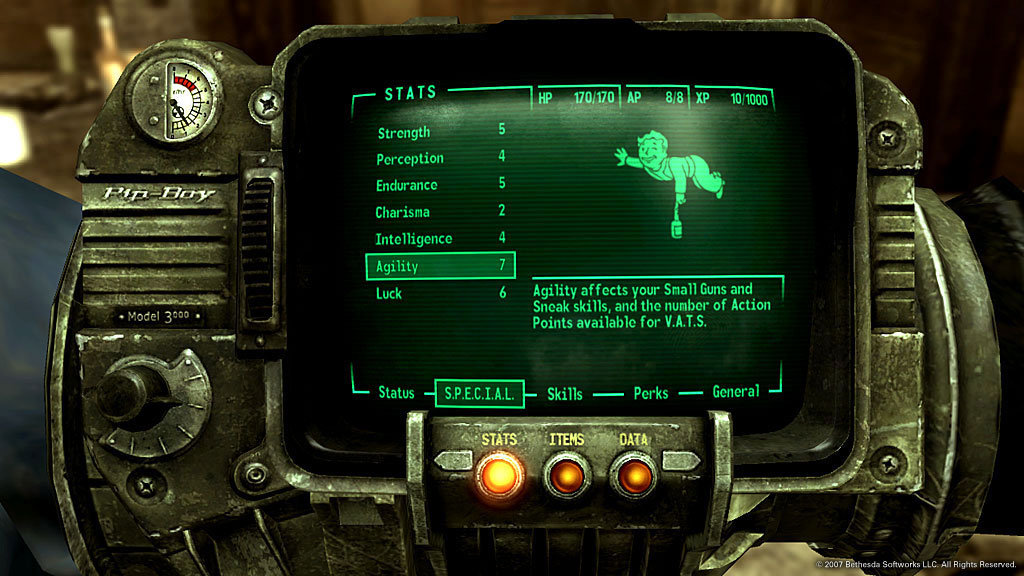 STATS
HP 170/170 AP 8/8 XP 10/1000
Strength 5
Perception 4
Endurance 5
Charisma 2
Intelligence 4
Agility 7
Luck 6
Agility affects your Small Guns and
Sneak skills, and the number of Action
Points available for V.A.T.S.
Status S.P.E.C.I.A.L. Skills Perks General
Pip-Boy
Model 3000
STATS ITEMS DATA
© 2007 Bethesda Softworks LLC. All Rights Reserved.